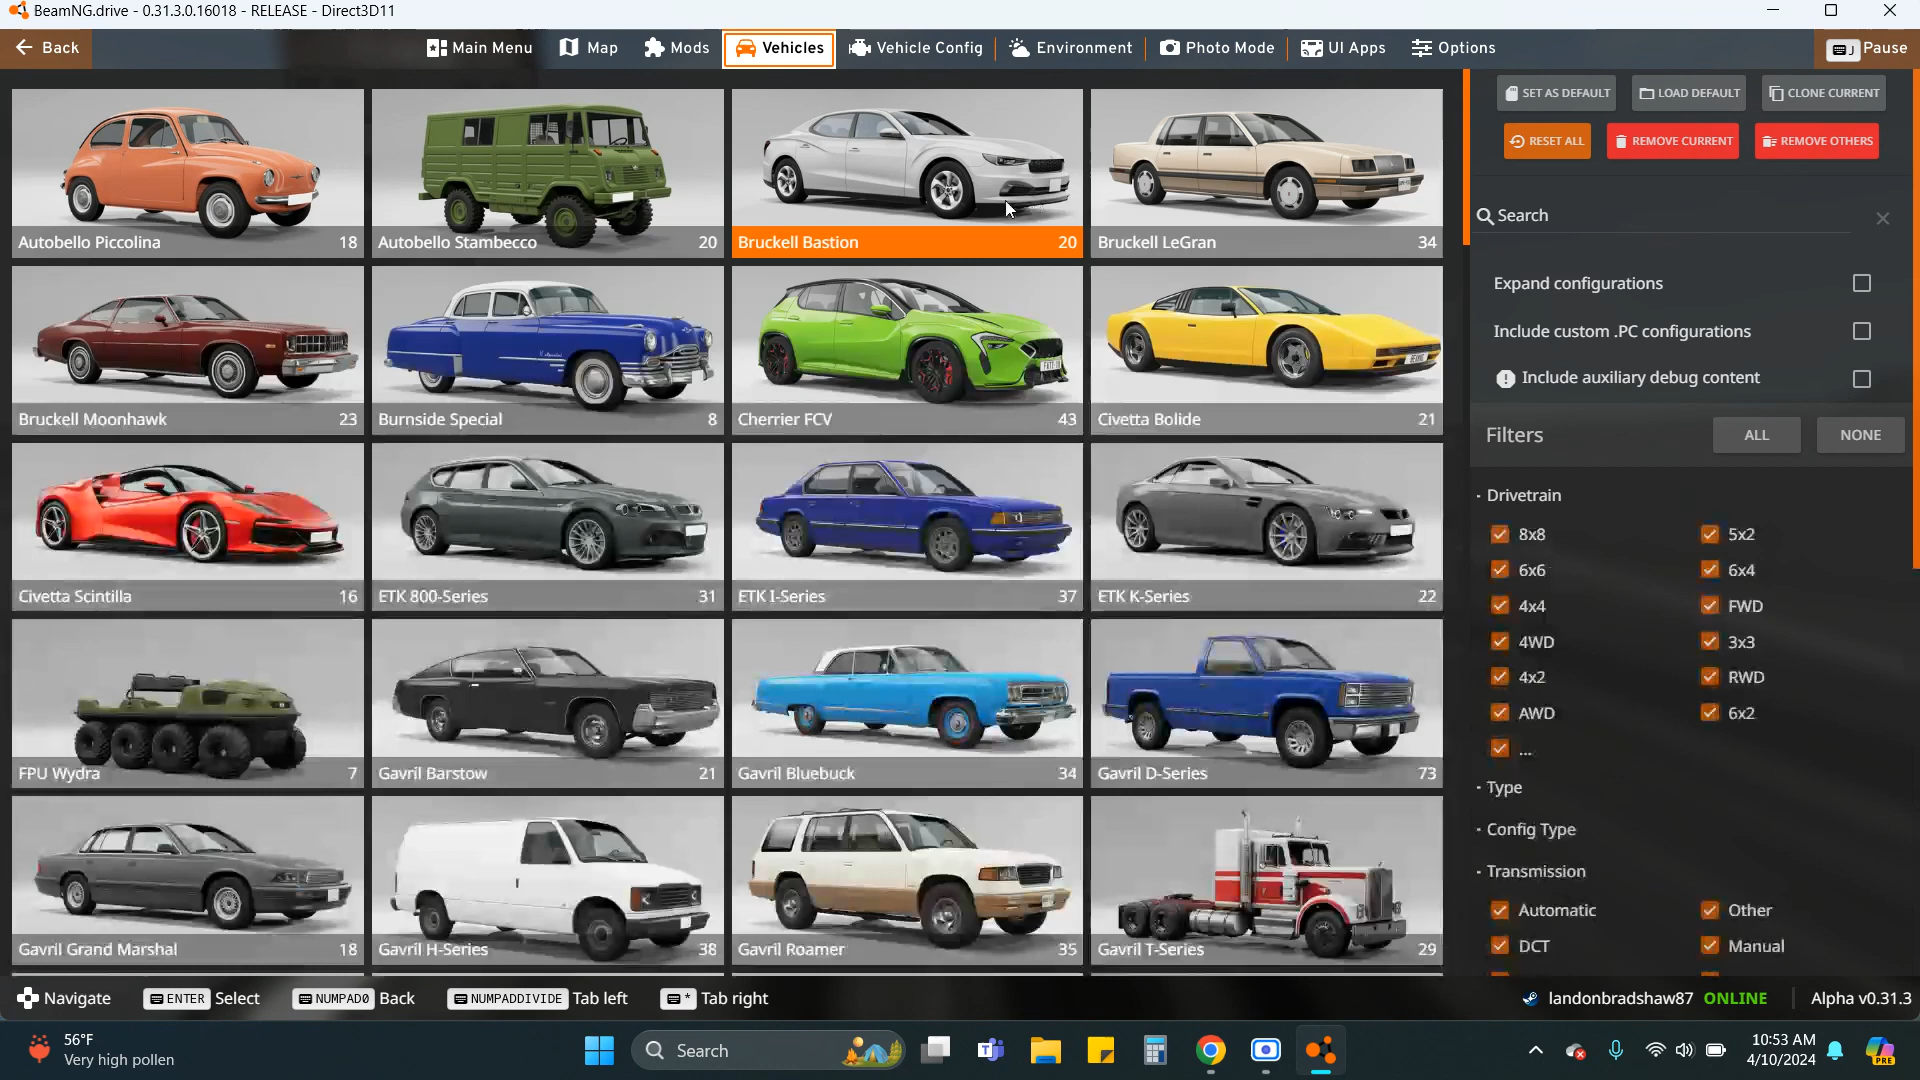 BeamNG.drive - 0.31.3.0.16018 - RELEASE - Direct3D11
Back
Main Menu
Map
Mods
Vehicles
Vehicle Config
Environment
Photo Mode
UI Apps
Options
J Pause
SET AS DEFAULT
LOAD DEFAULT
CLONE CURRENT
RESET ALL
REMOVE CURRENT
REMOVE OTHERS
Search
Expand configurations
Include custom .PC configurations
Include auxiliary debug content
Filters
ALL
NONE
Drivetrain
8x8
5x2
6x6
6x4
4x4
FWD
4WD
3x3
4x2
RWD
AWD
6x2
...
Type
Config Type
Transmission
Automatic
Other
DCT
Manual
Autobello Piccolina 18
Autobello Stambecco 20
Bruckell Bastion 20
Bruckell LeGran 34
Bruckell Moonhawk 23
Burnside Special 8
Cherrier FCV 43
Civetta Bolide 21
Civetta Scintilla 16
ETK 800-Series 31
ETK I-Series 37
ETK K-Series 22
FPU Wydra 7
Gavril Barstow 21
Gavril Bluebuck 34
Gavril D-Series 73
Gavril Grand Marshal 18
Gavril H-Series 38
Gavril Roamer 35
Gavril T-Series 29
Navigate
ENTER Select
NUMPAD0 Back
NUMPADDIVIDE Tab left
* Tab right
landonbradshaw87 ONLINE
Alpha v0.31.3
56°F
Very high pollen
Search
10:53 AM
4/10/2024
PRE